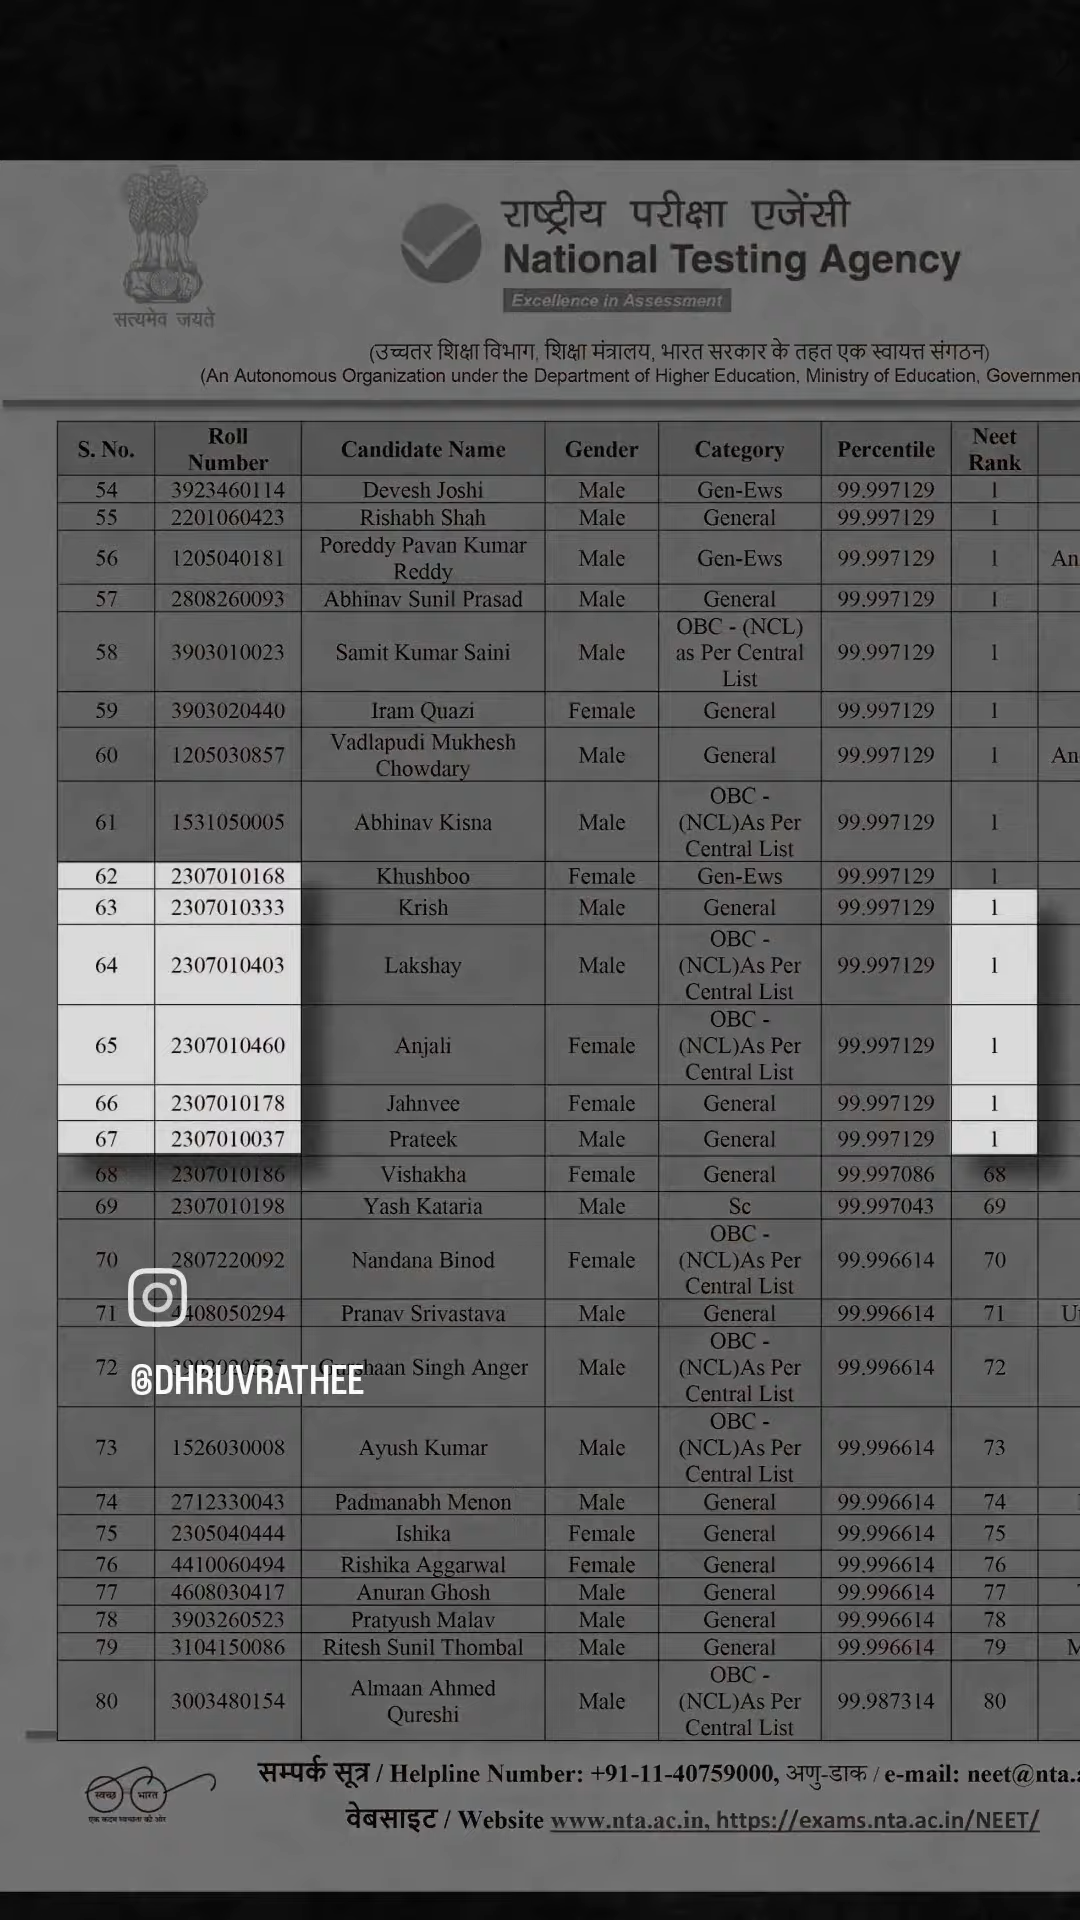 सत्यमेव जयते
राष्ट्रीय परीक्षा एजेंसी
National Testing Agency
Excellence in Assessment
(उच्चतर शिक्षा विभाग, शिक्षा मंत्रालय, भारत सरकार के तहत एक स्वायत्त संगठन)
(An Autonomous Organization under the Department of Higher Education, Ministry of Education, Governmen
S. No. Roll Number Candidate Name Gender Category Percentile Neet Rank
54 3923460114 Devesh Joshi Male Gen-Ews 99.997129 1
55 2201060423 Rishabh Shah Male General 99.997129 1
56 1205040181 Poreddy Pavan Kumar Reddy Male Gen-Ews 99.997129 1 An
57 2808260093 Abhinav Sunil Prasad Male General 99.997129 1
58 3903010023 Samit Kumar Saini Male OBC - (NCL) as Per Central List 99.997129 1
59 3903020440 Iram Quazi Female General 99.997129 1
60 1205030857 Vadlapudi Mukhesh Chowdary Male General 99.997129 1 An
61 1531050005 Abhinav Kisna Male OBC - (NCL)As Per Central List 99.997129 1
62 2307010168 Khushboo Female Gen-Ews 99.997129 1
63 2307010333 Krish Male General 99.997129 1
64 2307010403 Lakshay Male OBC - (NCL)As Per Central List 99.997129 1
65 2307010460 Anjali Female OBC - (NCL)As Per Central List 99.997129 1
66 2307010178 Jahnvee Female General 99.997129 1
67 2307010037 Prateek Male General 99.997129 1
68 2307010186 Vishakha Female General 99.997086 68
69 2307010198 Yash Kataria Male Sc 99.997043 69
70 2807220092 Nandana Binod Female OBC - (NCL)As Per Central List 99.996614 70
71 4408050294 Pranav Srivastava Male General 99.996614 71
72 Singh Anger Male OBC - (NCL)As Per Central List 99.996614 72
@DHRUVRATHEE
73 1526030008 Ayush Kumar Male OBC - (NCL)As Per Central List 99.996614 73
74 2712330043 Padmanabh Menon Male General 99.996614 74
75 2305040444 Ishika Female General 99.996614 75
76 4410060494 Rishika Aggarwal Female General 99.996614 76
77 4608030417 Anuran Ghosh Male General 99.996614 77
78 3903260523 Pratyush Malav Male General 99.996614 78
79 3104150086 Ritesh Sunil Thombal Male General 99.996614 79
80 3003480154 Almaan Ahmed Qureshi Male OBC - (NCL)As Per Central List 99.987314 80
स्वच्छ भारत
एक कदम स्वच्छता की ओर
सम्पर्क सूत्र / Helpline Number: +91-11-40759000, अणु-डाक / e-mail: neet@nta.a
वेबसाइट / Website www.nta.ac.in, https://exams.nta.ac.in/NEET/